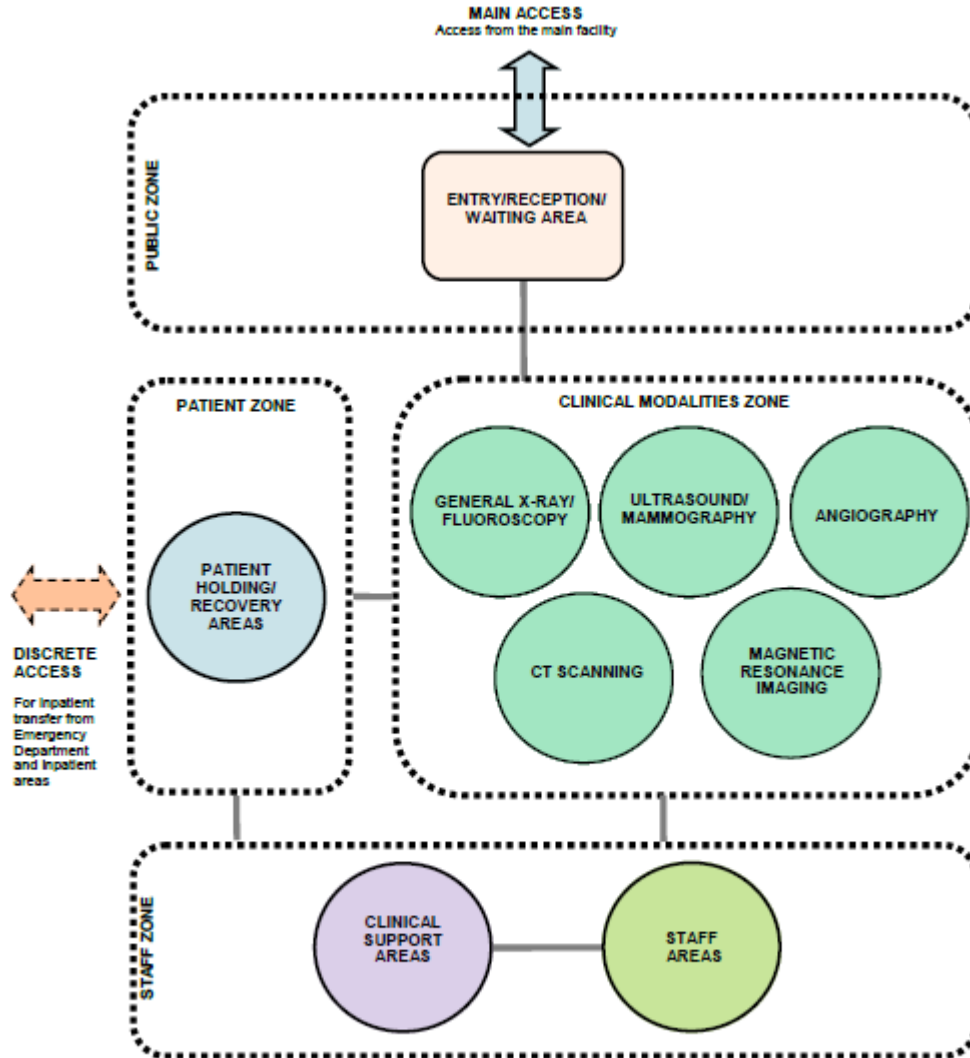 MAIN ACCESS
Access from the main facility
PUBLIC ZONE
ENTRY/RECEPTION/
WAITING AREA
PATIENT ZONE
CLINICAL MODALITIES ZONE
GENERAL X-RAY/
FLUOROSCOPY
ULTRASOUND/
MAMMOGRAPHY
ANGIOGRAPHY
PATIENT
HOLDING/
RECOVERY
AREAS
CT SCANNING
MAGNETIC
RESONANCE
IMAGING
DISCRETE
ACCESS
For Inpatient
transfer from
Emergency
Department
and Inpatient
areas
STAFF ZONE
CLINICAL
SUPPORT
AREAS
STAFF
AREAS